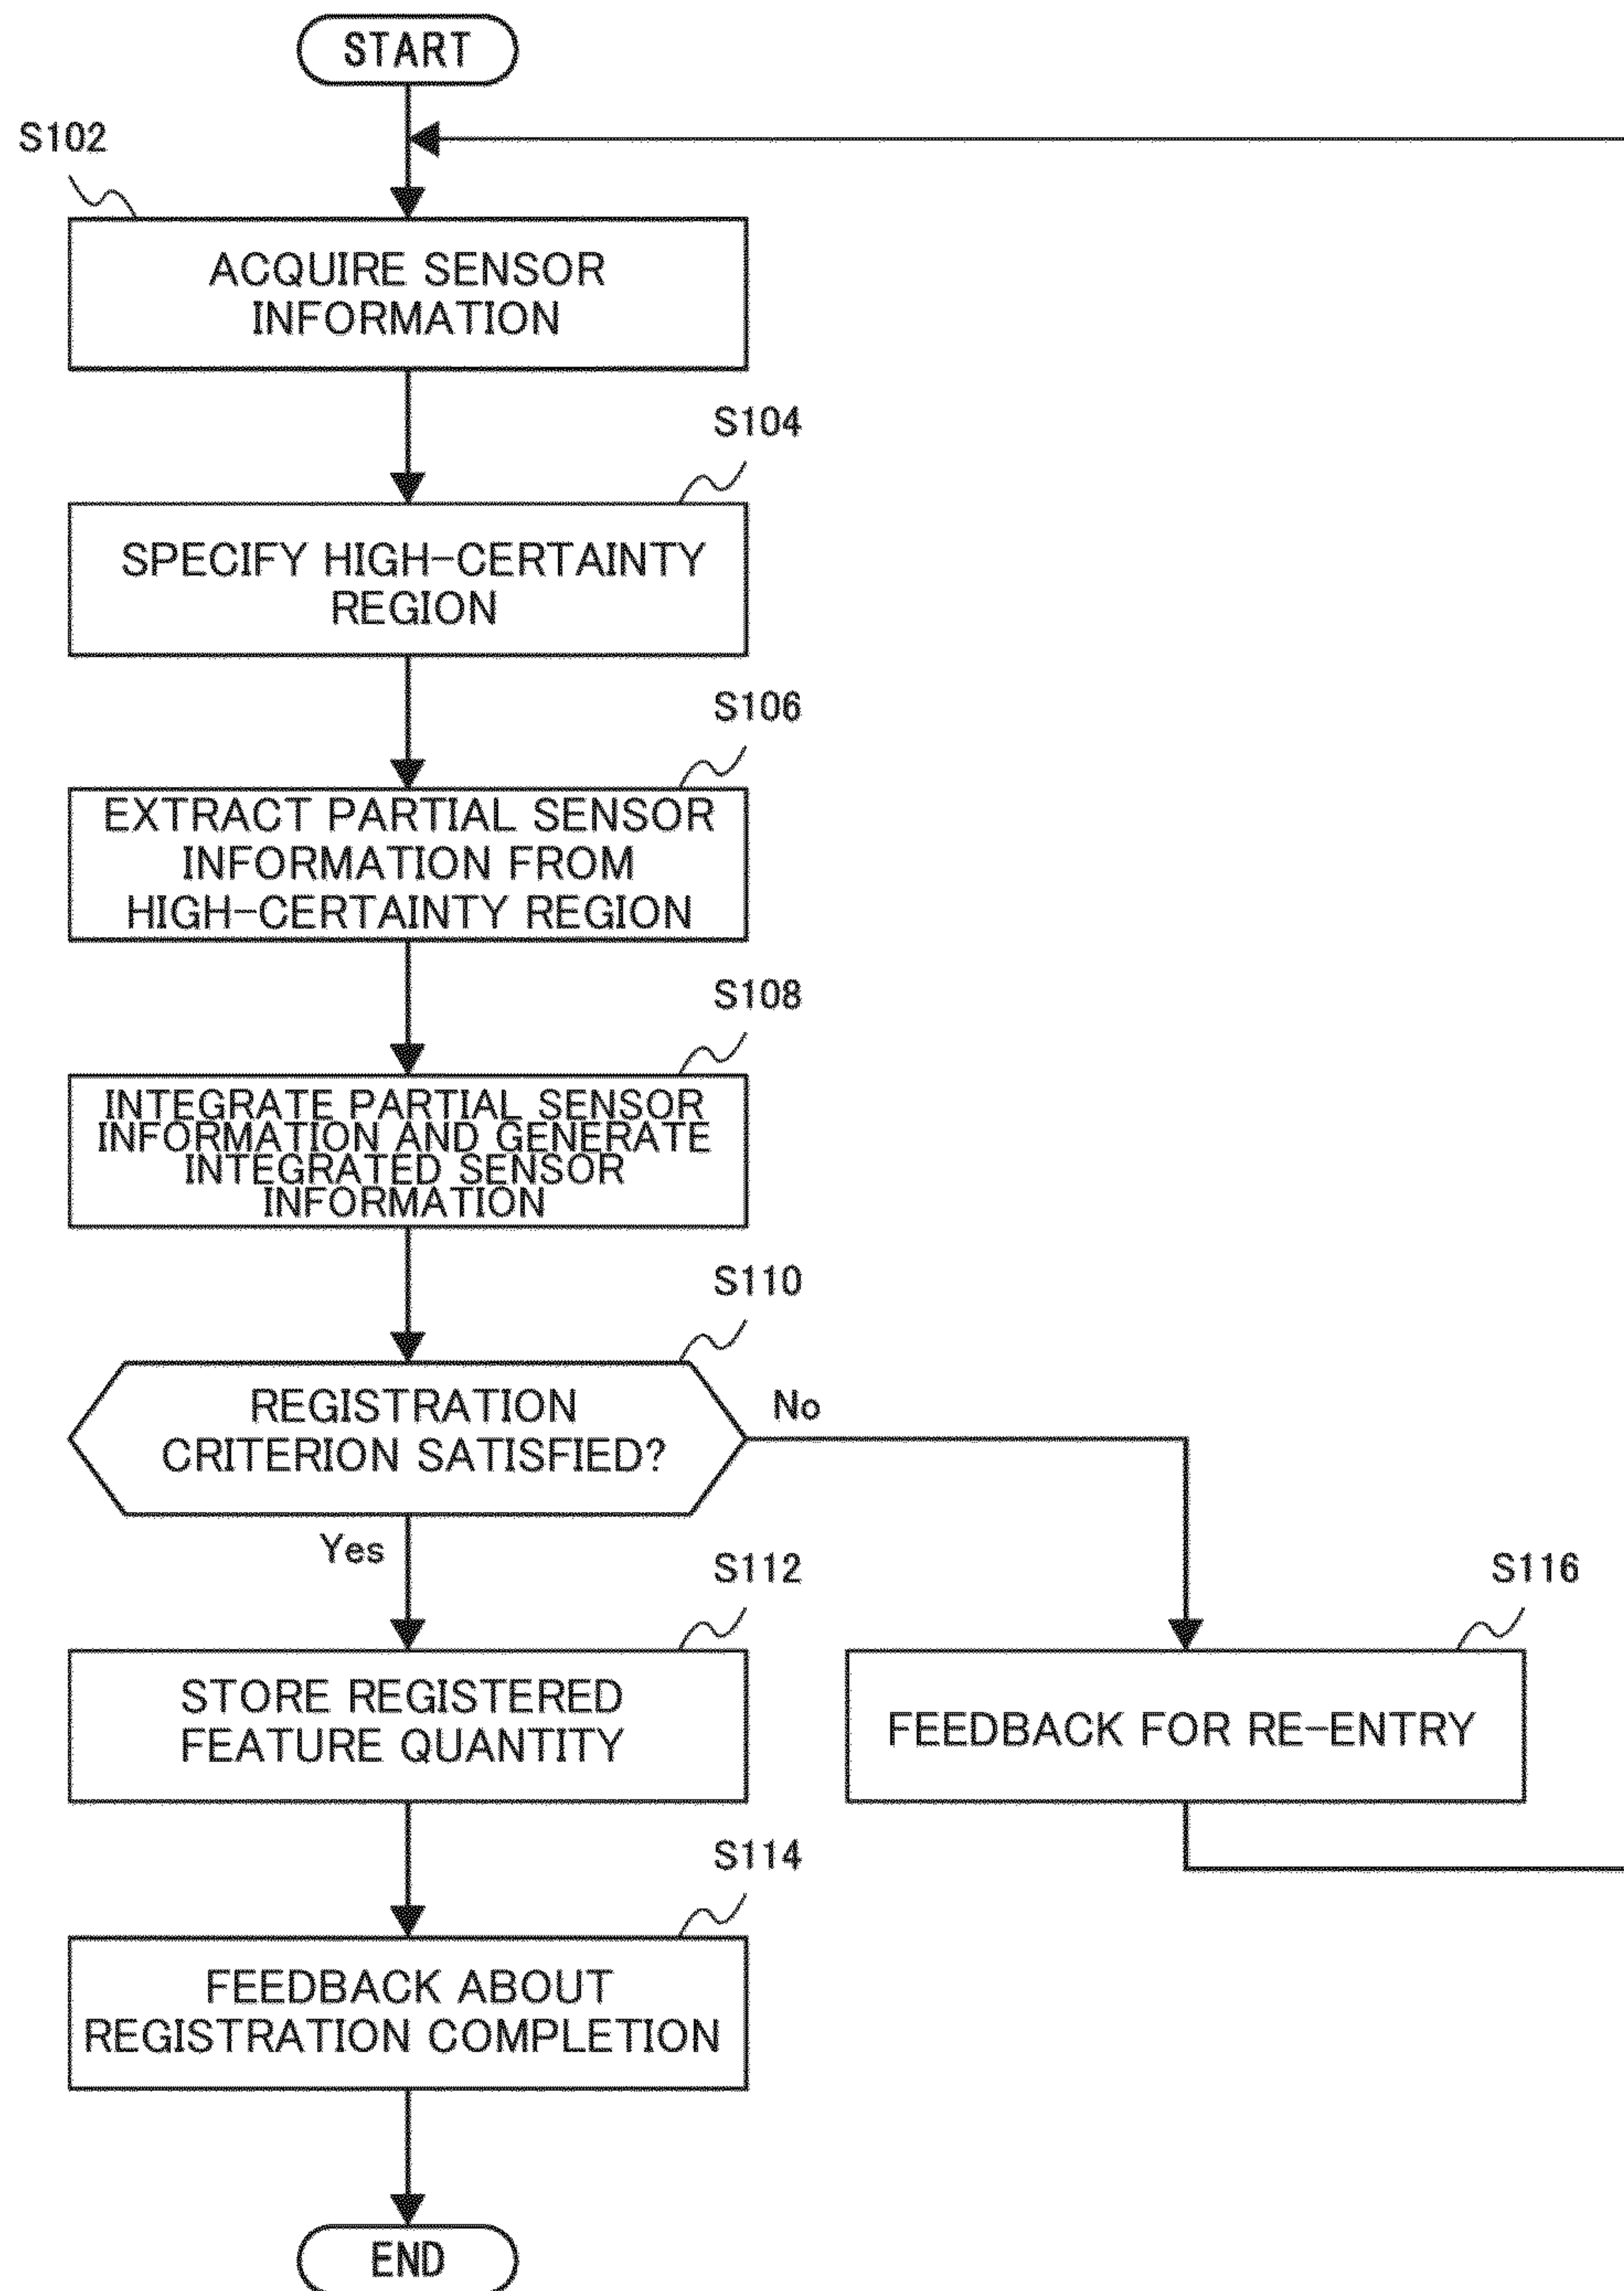 START
S102
ACQUIRE SENSOR
INFORMATION
S104
SPECIFY HIGH-CERTAINTY
REGION
S106
EXTRACT PARTIAL SENSOR
INFORMATION FROM
HIGH-CERTAINTY REGION
S108
INTEGRATE PARTIAL SENSOR
INFORMATION AND GENERATE
INTEGRATED SENSOR
INFORMATION
S110
REGISTRATION
CRITERION SATISFIED?
No
Yes
S112
STORE REGISTERED
FEATURE QUANTITY
S116
FEEDBACK FOR RE-ENTRY
S114
FEEDBACK ABOUT
REGISTRATION COMPLETION
END